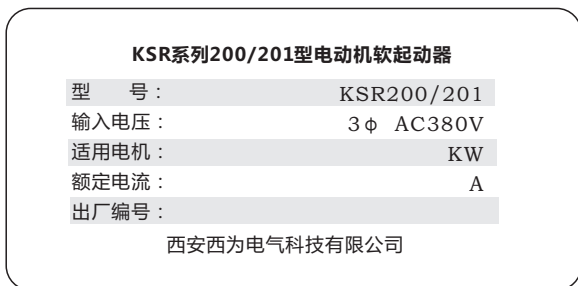 KSR系列200/201型电动机软起动器
型 号： KSR200/201
输入电压： 3φ AC380V
适用电机： KW
额定电流： A
出厂编号：
西安西为电气科技有限公司